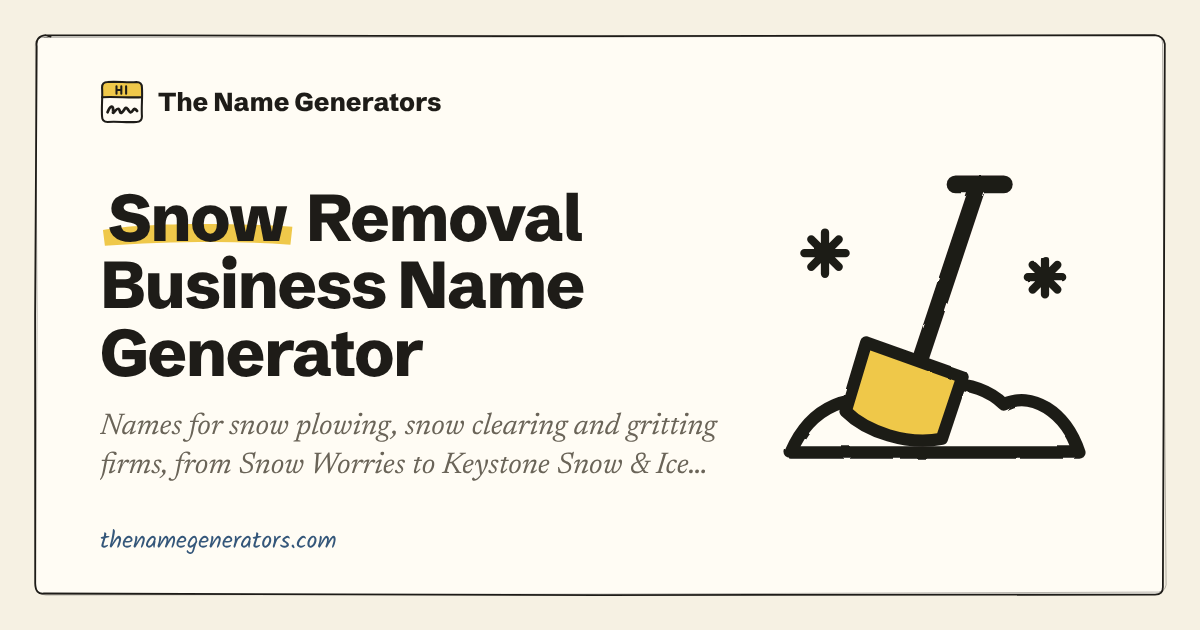 HI
The Name Generators
Snow Removal
Business Name
Generator
Names for snow plowing, snow clearing and gritting
firms, from Snow Worries to Keystone Snow & Ice...
thenamegenerators.com